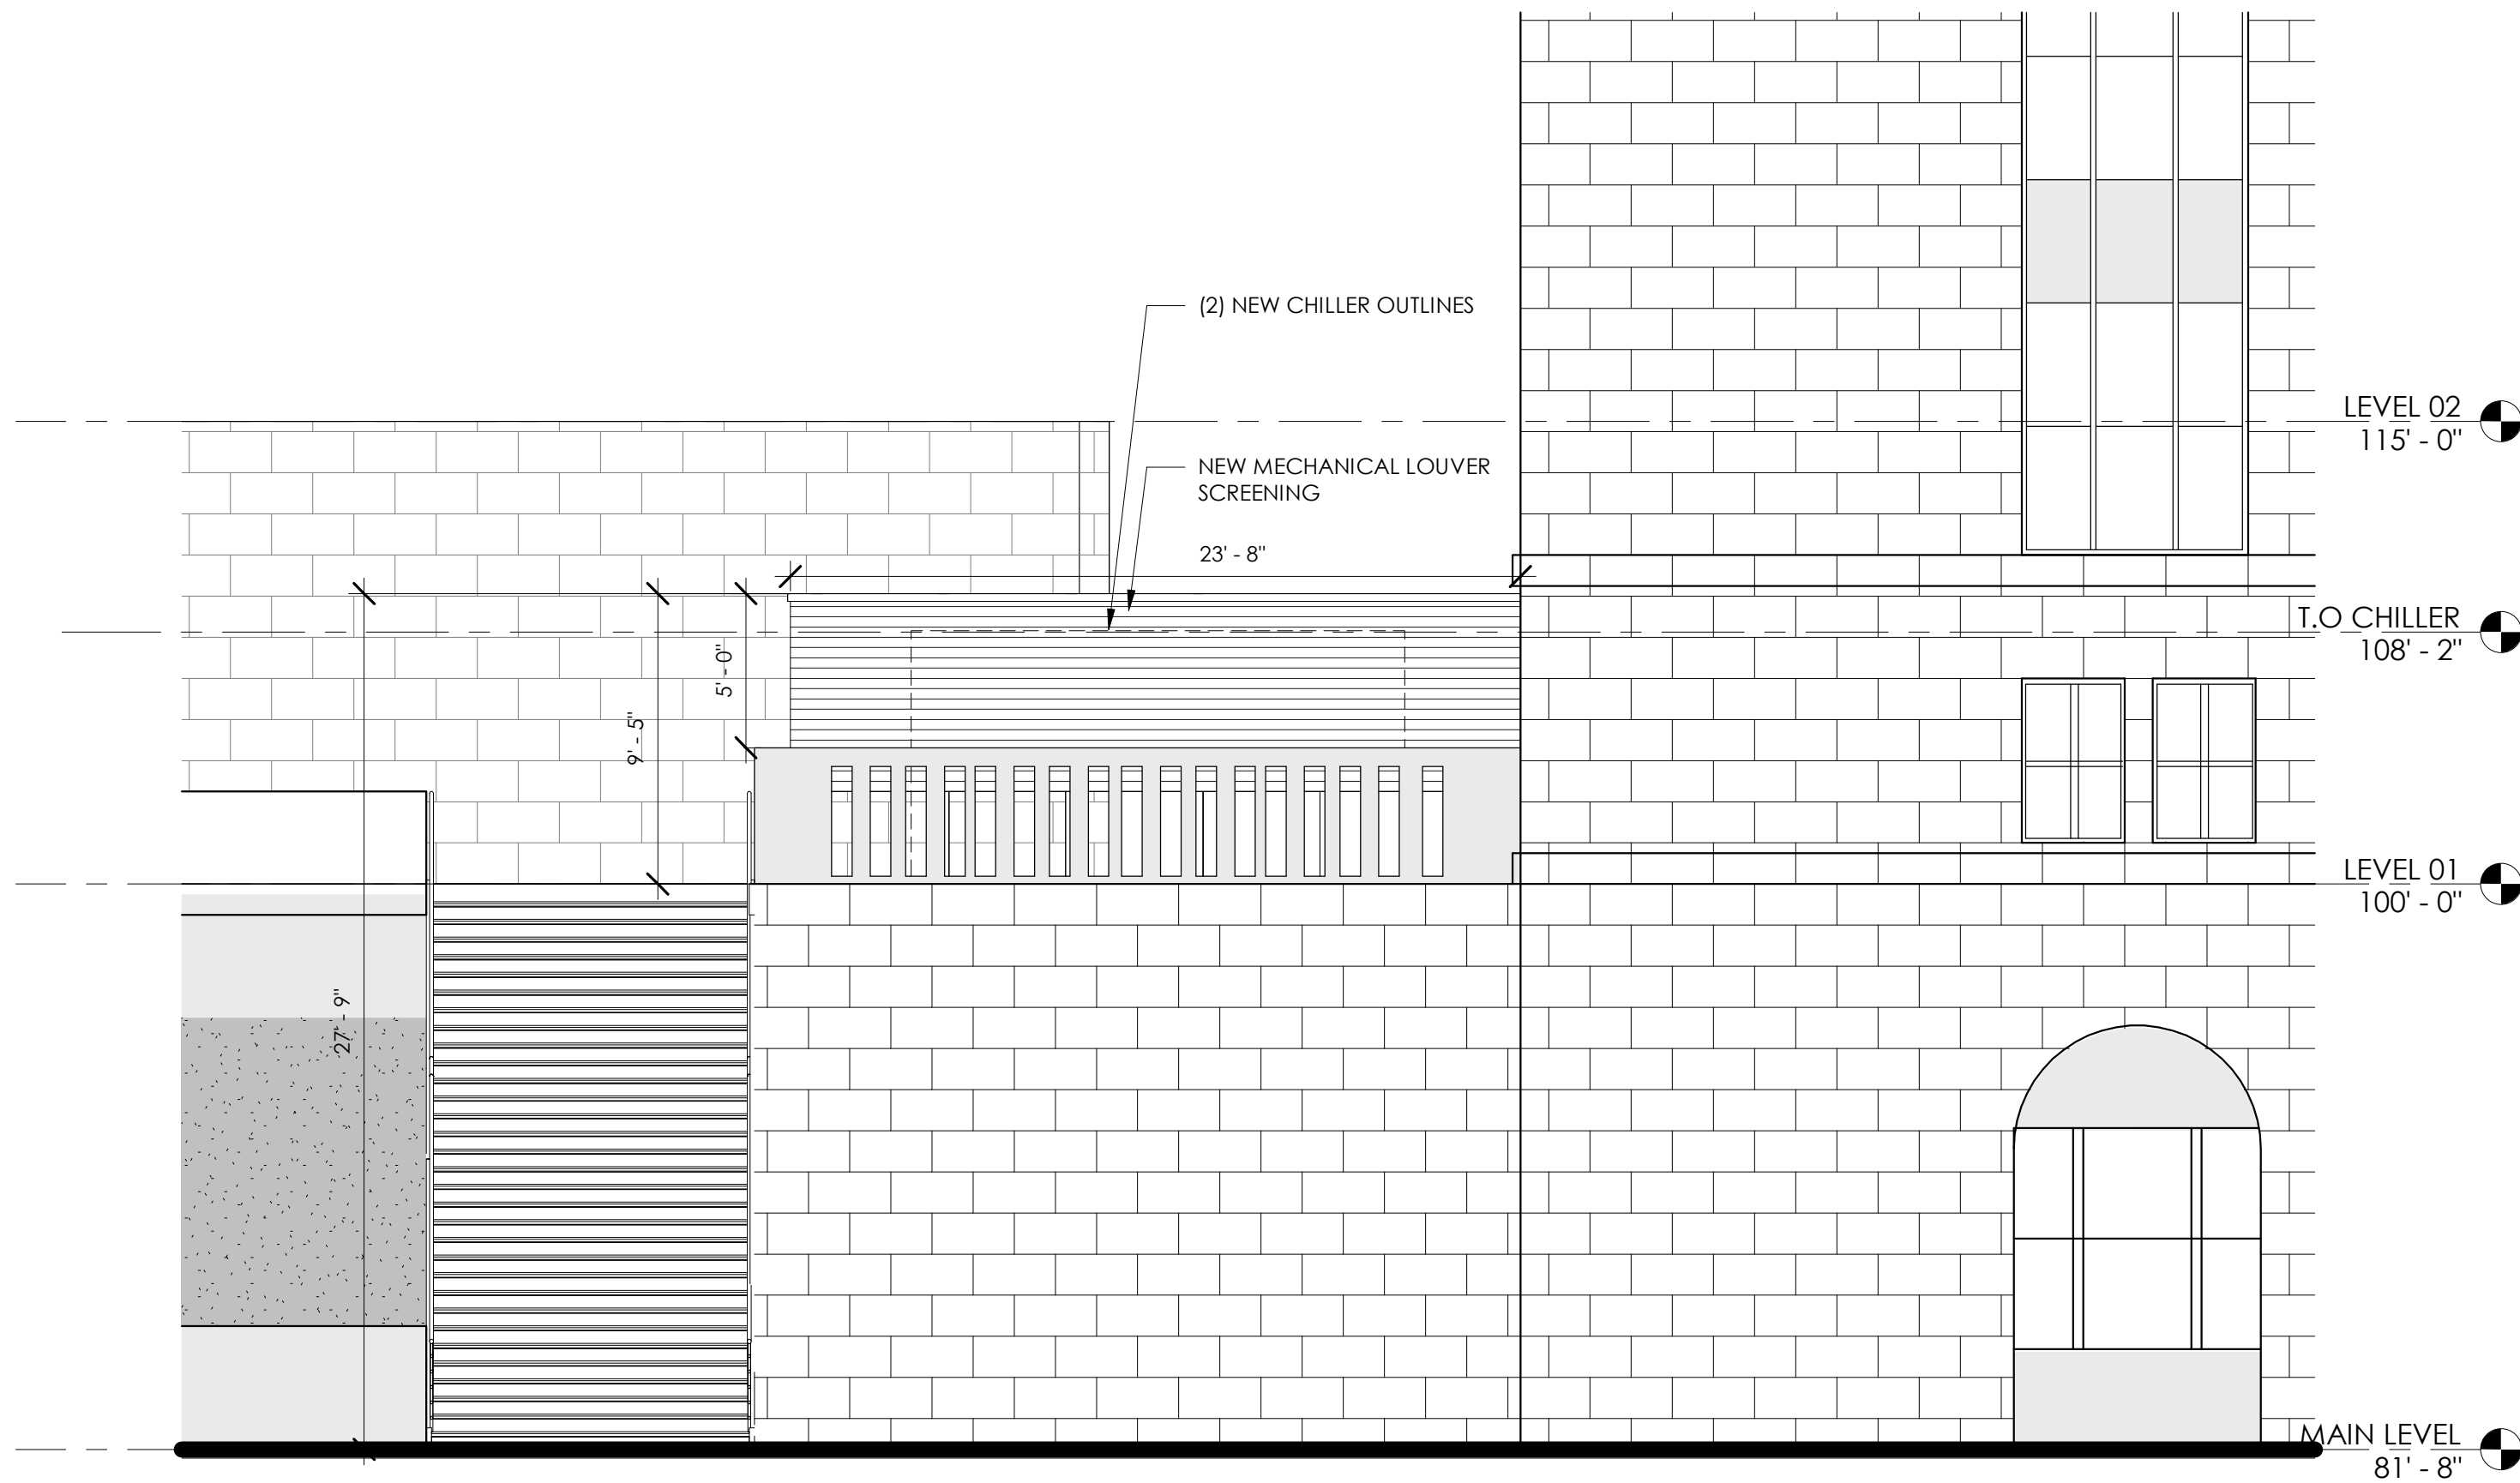 (2) NEW CHILLER OUTLINES
LEVEL 02
115' - 0"
NEW MECHANICAL LOUVER
SCREENING
23' - 8"
T.O CHILLER
108' - 2"
5' - 0"
9' - 5"
LEVEL 01
100' - 0"
27' - 9"
MAIN LEVEL
81' - 8"